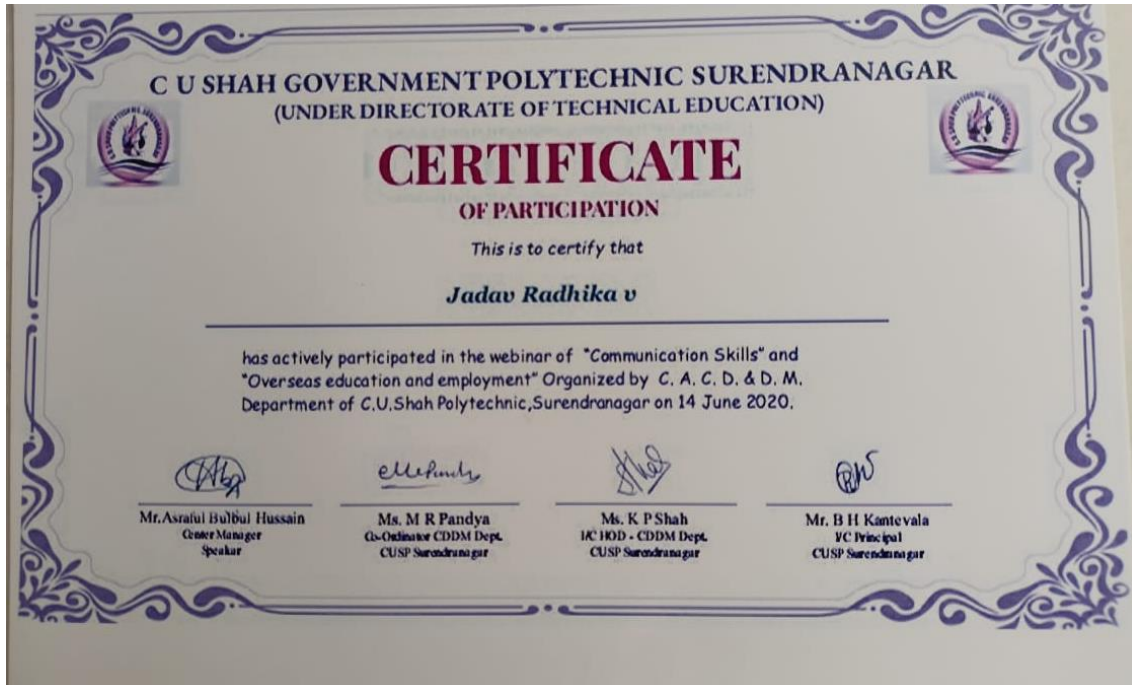 C U SHAH GOVERNMENT POLYTECHNIC SURENDRANAGAR
(UNDER DIRECTORATE OF TECHNICAL EDUCATION)
CERTIFICATE
OF PARTICIPATION
This is to certify that
Jadav Radhika v
has actively participated in the webinar of "Communication Skills" and
"Overseas education and employment" Organized by C. A. C. D. & D. M.
Department of C.U.Shah Polytechnic,Surendranagar on 14 June 2020.
Mr.Asraful Bulbul Hussain
Center Manager
Speakar
Ms. M R Pandya
Co-Ordinator CDDM Dept.
CUSP Surendranagar
Ms. K P Shah
I/C HOD - CDDM Dept.
CUSP Surendranagar
Mr. B H Kantevala
I/C Principal
CUSP Surendranagar